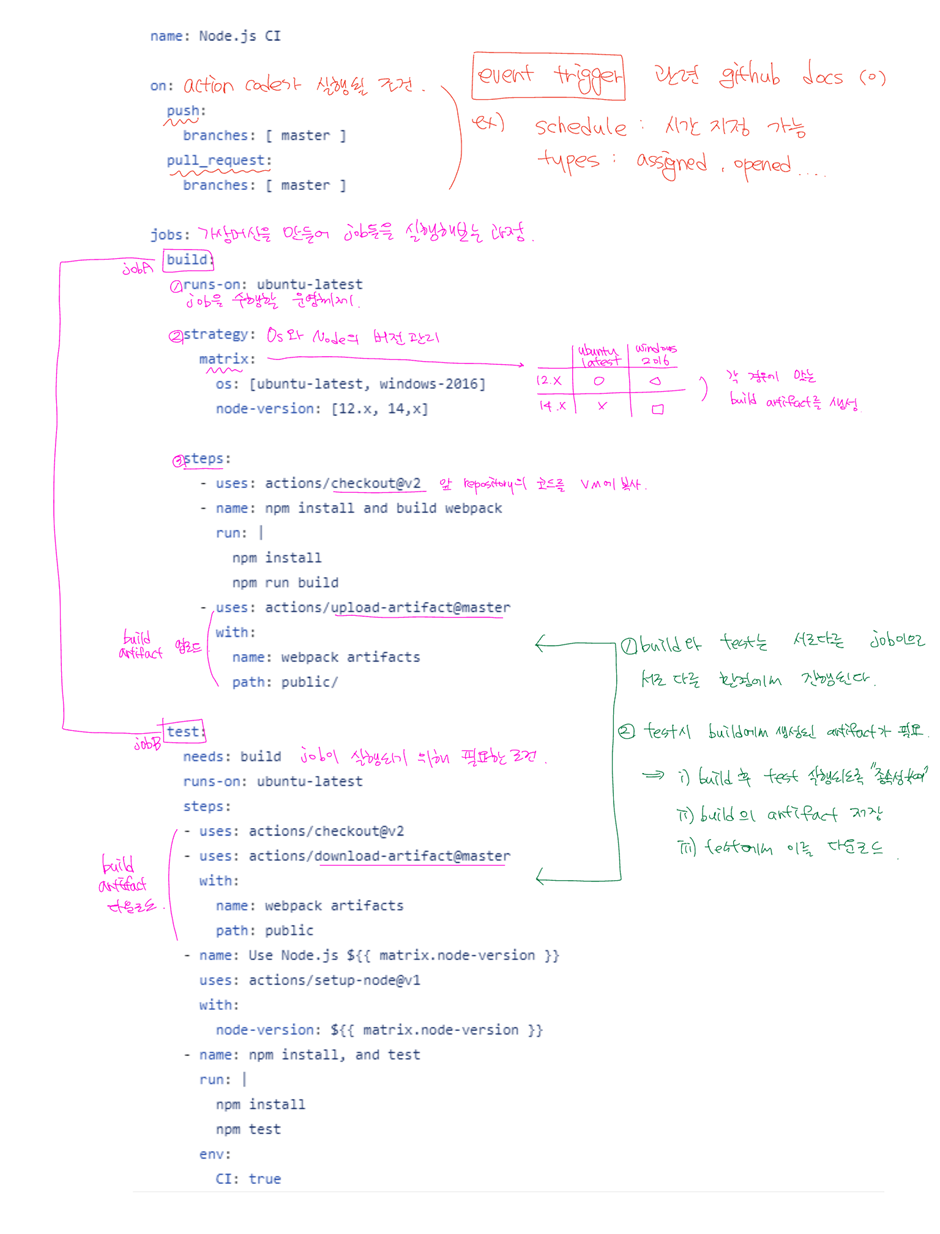 name: Node.js CI
on: action code가 실행될 조건.
event trigger 관련 github docs (o)
push:
ex) schedule : 시간 지정 가능
branches: [ master ]
types : assigned, opened....
pull_request:
branches: [ master ]
jobs: 가상머신을 만들어 job들을 실행해보는 과정.
jobA build:
① runs-on: ubuntu-latest
job을 수행할 운영체제.
② strategy: OS와 Node의 버전 관리
matrix:
ubuntu latest windows 2016
os: [ubuntu-latest, windows-2016]
12.x ○ △
각 경우에 맞는
node-version: [12.x, 14,x]
14.x × □
build artifact를 생성
③ steps:
- uses: actions/checkout@v2 앞 repository의 코드를 VM에 복사.
- name: npm install and build webpack
run: |
npm install
npm run build
- uses: actions/upload-artifact@master
build artifact 업로드
with:
name: webpack artifacts
path: public/
① build와 test는 서로다른 job이므로
서로 다른 환경에서 진행된다.
jobB test:
② test시 build에서 생성된 artifact가 필요.
needs: build job이 실행되기 위해 필요한 조건.
runs-on: ubuntu-latest
⇒ i) build 후 test 실행되도록 "종속성부여"
steps:
ii) build의 artifact 저장
- uses: actions/checkout@v2
iii) test에서 이를 다운로드.
- uses: actions/download-artifact@master
build
artifact
다운로드.
with:
name: webpack artifacts
path: public
- name: Use Node.js ${{ matrix.node-version }}
uses: actions/setup-node@v1
with:
node-version: ${{ matrix.node-version }}
- name: npm install, and test
run: |
npm install
npm test
env:
CI: true